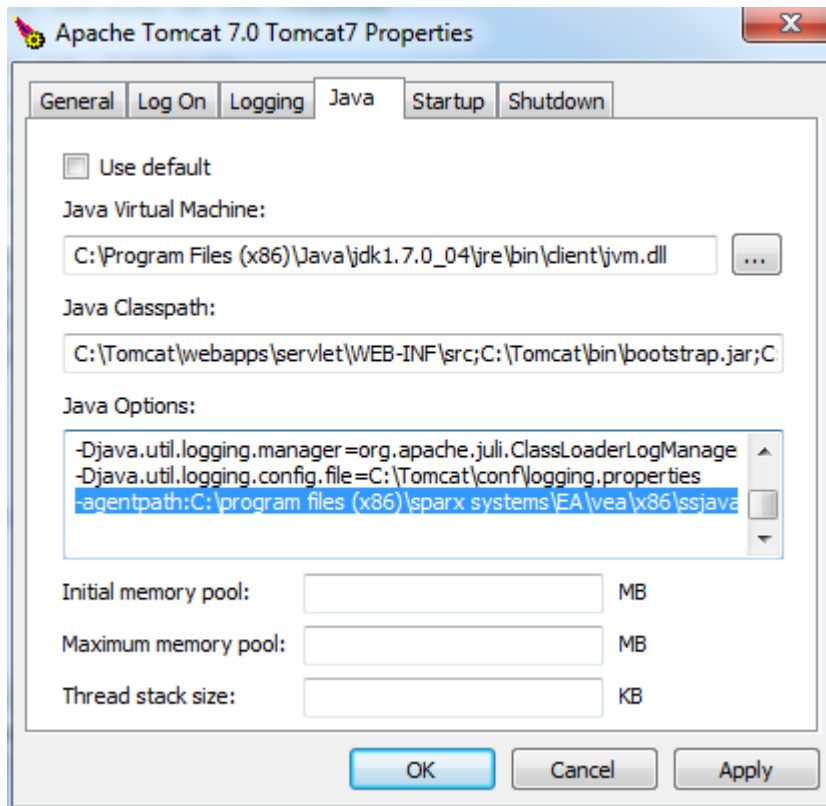 Apache Tomcat 7.0 Tomcat7 Properties
General Log On Logging Java Startup Shutdown
Use default
Java Virtual Machine:
C:\Program Files (x86)\Java\jdk1.7.0_04\jre\bin\client\jvm.dll ...
Java Classpath:
C:\Tomcat\webapps\servlet\WEB-INF\src;C:\Tomcat\bin\bootstrap.jar;C:
Java Options:
-Djava.util.logging.manager=org.apache.juli.ClassLoaderLogManage
-Djava.util.logging.config.file=C:\Tomcat\conf\logging.properties
-agentpath:C:\program files (x86)\sparx systems\EA\vea\x86\ssjava
Initial memory pool: MB
Maximum memory pool: MB
Thread stack size: KB
OK Cancel Apply